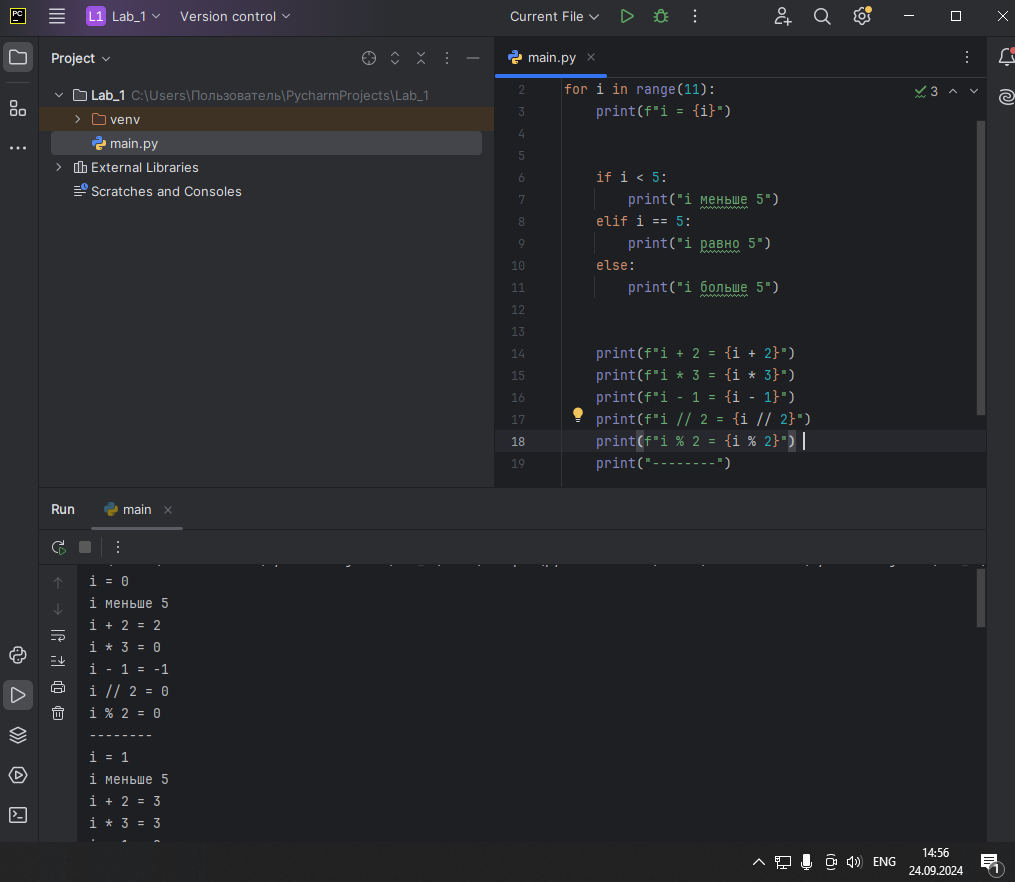 PC L1 Lab_1 Version control Current File
Project
main.py
Lab_1 C:\Users\Пользователь\PycharmProjects\Lab_1
venv
main.py
External Libraries
Scratches and Consoles
3
2 for i in range(11):
3 print(f"i = {i}")
4
5
6 if i < 5:
7 print("i меньше 5")
8 elif i == 5:
9 print("i равно 5")
10 else:
11 print("i больше 5")
12
13
14 print(f"i + 2 = {i + 2}")
15 print(f"i * 3 = {i * 3}")
16 print(f"i - 1 = {i - 1}")
17 print(f"i // 2 = {i // 2}")
18 print(f"i % 2 = {i % 2}")
19 print("--------")
Run main
i = 0
i меньше 5
i + 2 = 2
i * 3 = 0
i - 1 = -1
i // 2 = 0
i % 2 = 0
--------
i = 1
i меньше 5
i + 2 = 3
i * 3 = 3
ENG
14:56
24.09.2024
1